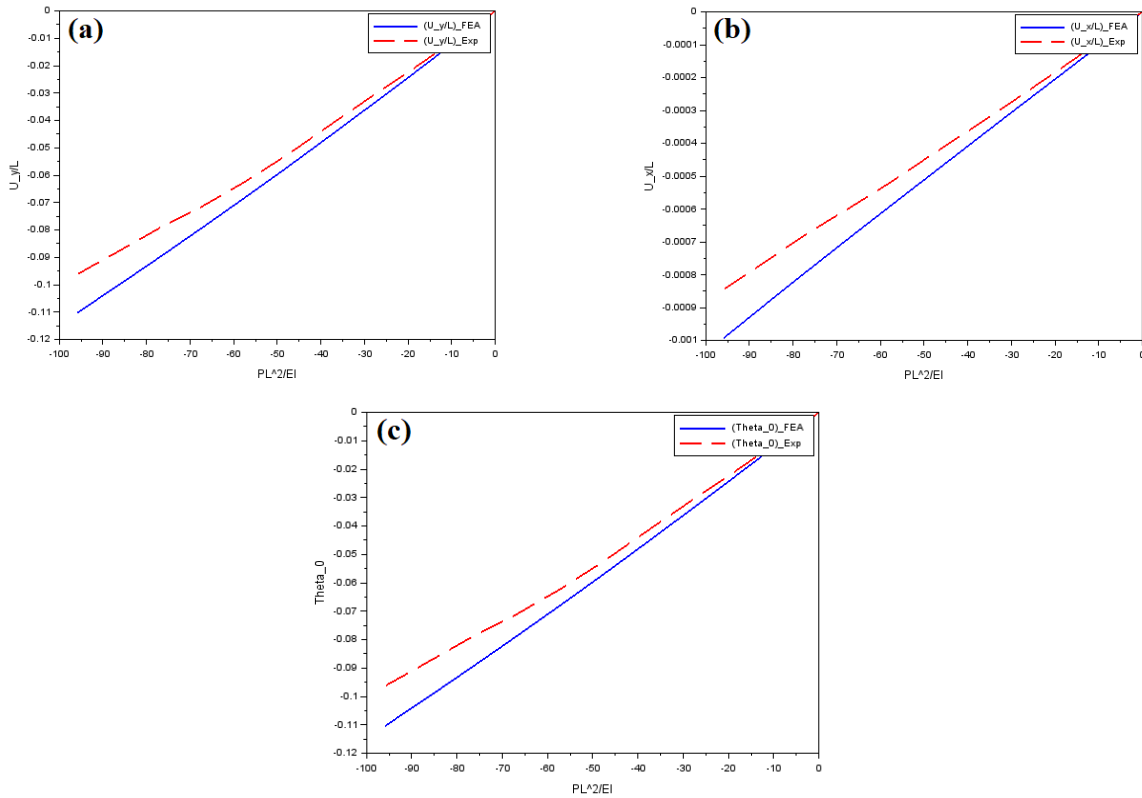 (a)
(U_y/L)_FEA
(U_y/L)_Exp
0
-0.01
-0.02
-0.03
-0.04
-0.05
-0.06
-0.07
-0.08
-0.09
-0.1
-0.11
-0.12
U_y/L
-100 -90 -80 -70 -60 -50 -40 -30 -20 -10 0
PL^2/EI
(b)
(U_x/L)_FEA
(U_x/L)_Exp
0
-0.0001
-0.0002
-0.0003
-0.0004
-0.0005
-0.0006
-0.0007
-0.0008
-0.0009
-0.001
U_x/L
-100 -90 -80 -70 -60 -50 -40 -30 -20 -10 0
PL^2/EI
(c)
(Theta_0)_FEA
(Theta_0)_Exp
0
-0.01
-0.02
-0.03
-0.04
-0.05
-0.06
-0.07
-0.08
-0.09
-0.1
-0.11
-0.12
Theta_0
-100 -90 -80 -70 -60 -50 -40 -30 -20 -10 0
PL^2/EI